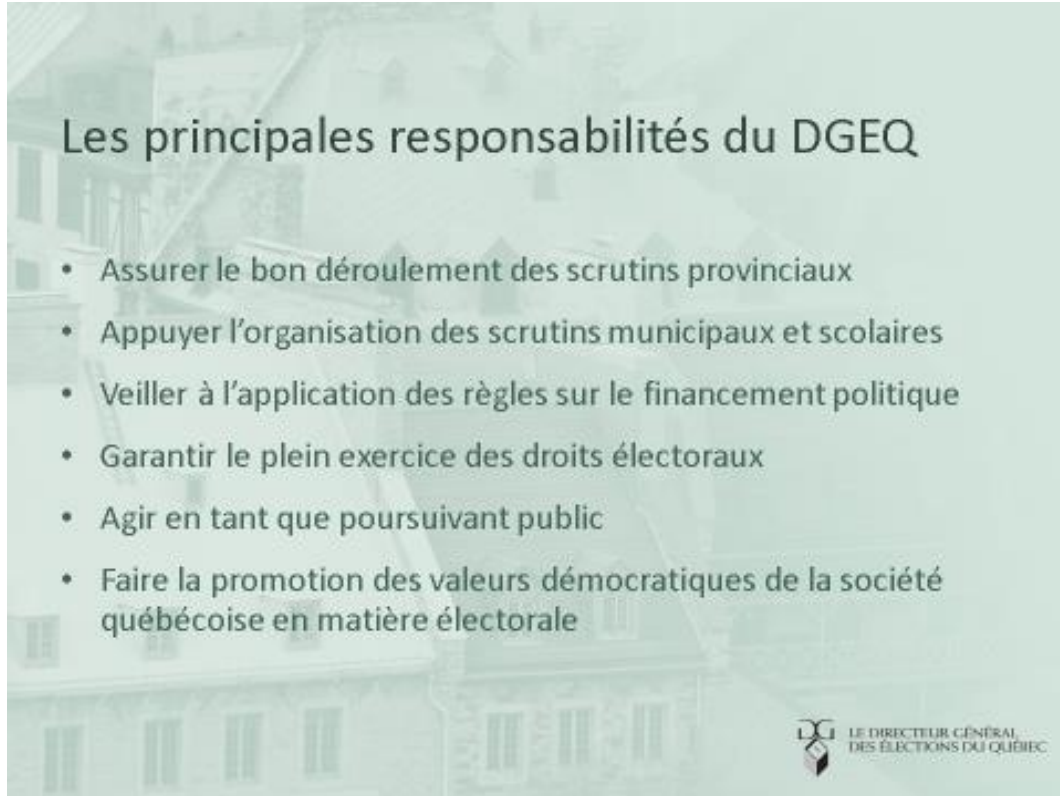 Les principales responsabilités du DGEQ
• Assurer le bon déroulement des scrutins provinciaux
• Appuyer l’organisation des scrutins municipaux et scolaires
• Veiller à l’application des règles sur le financement politique
• Garantir le plein exercice des droits électoraux
• Agir en tant que poursuivant public
• Faire la promotion des valeurs démocratiques de la société
québécoise en matière électorale
DGE
LE DIRECTEUR GÉNÉRAL
DES ÉLECTIONS DU QUÉBEC